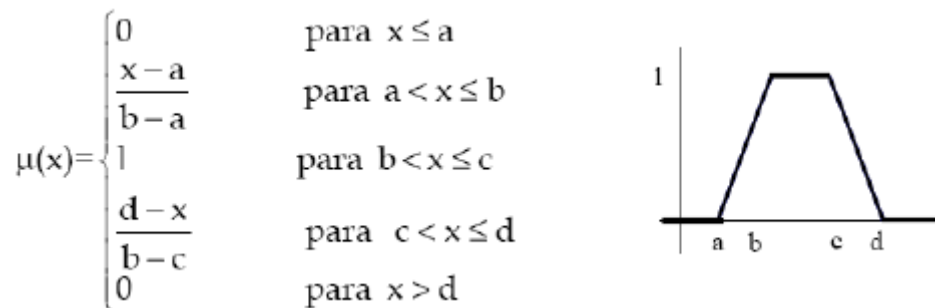 0 para x ≤ a
x − a
b − a
para a < x ≤ b
μ(x)=
1 para b < x ≤ c
d − x
b − c
para c < x ≤ d
0 para x > d
1
a b c d